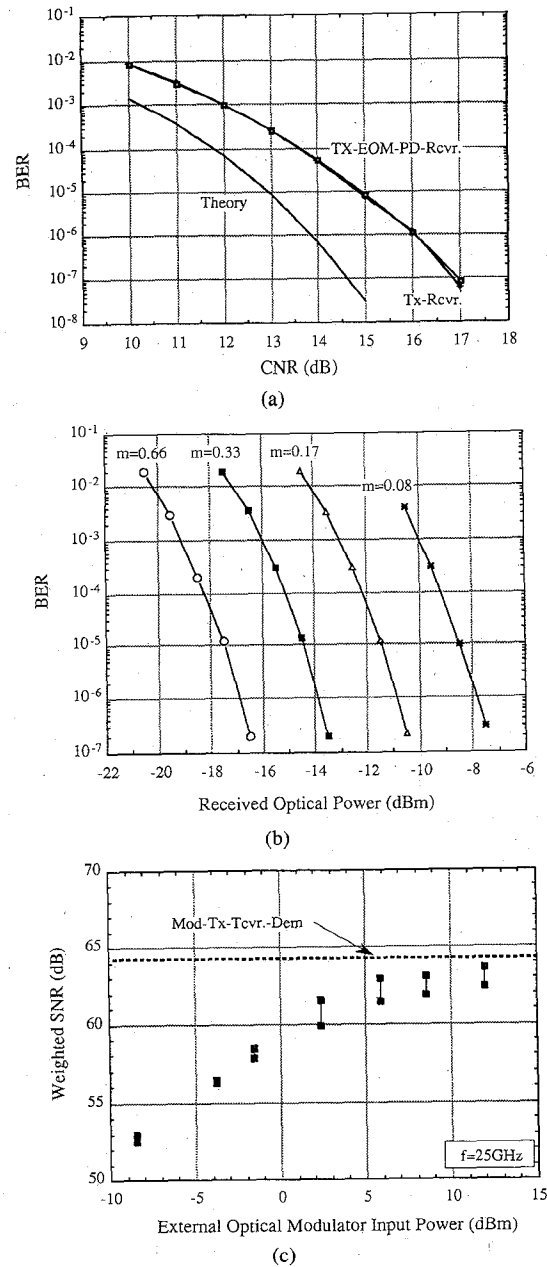 10-1
10-2
10-3
10-4
10-5
10-6
10-7
10-8
BER
TX-EOM-PD-Rcvr.
Theory
Tx-Rcvr.
9 10 11 12 13 14 15 16 17 18
CNR (dB)
(a)
10-1
10-2
10-3
10-4
10-5
10-6
10-7
BER
m=0.66 m=0.33 m=0.17
m=0.08
-22 -20 -18 -16 -14 -12 -10 -8 -6
Received Optical Power (dBm)
(b)
70
65
60
55
50
Weighted SNR (dB)
Mod-Tx-Tcvr.-Dem
f=25GHz
-10 -5 0 5 10 15
External Optical Modulator Input Power (dBm)
(c)